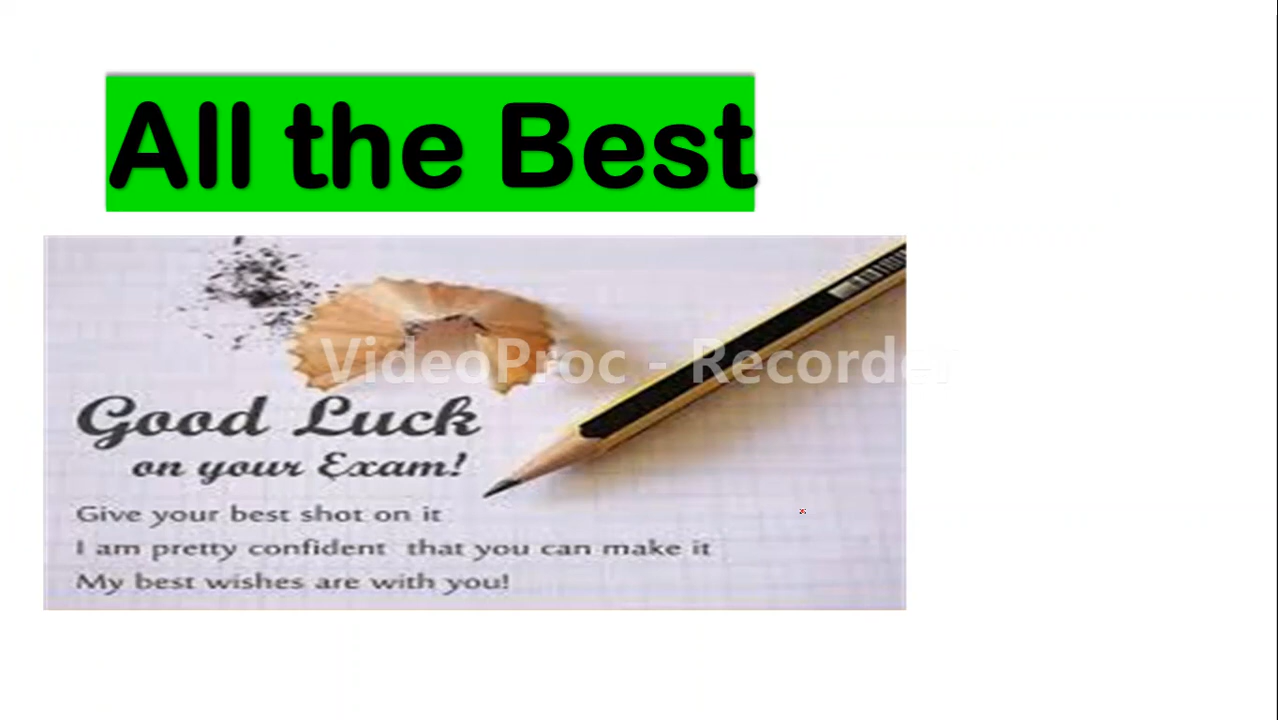 All the Best
VideoProc - Recorder
Good Luck
on your Exam!
Give your best shot on it
I am pretty confident that you can make it
My best wishes are with you!